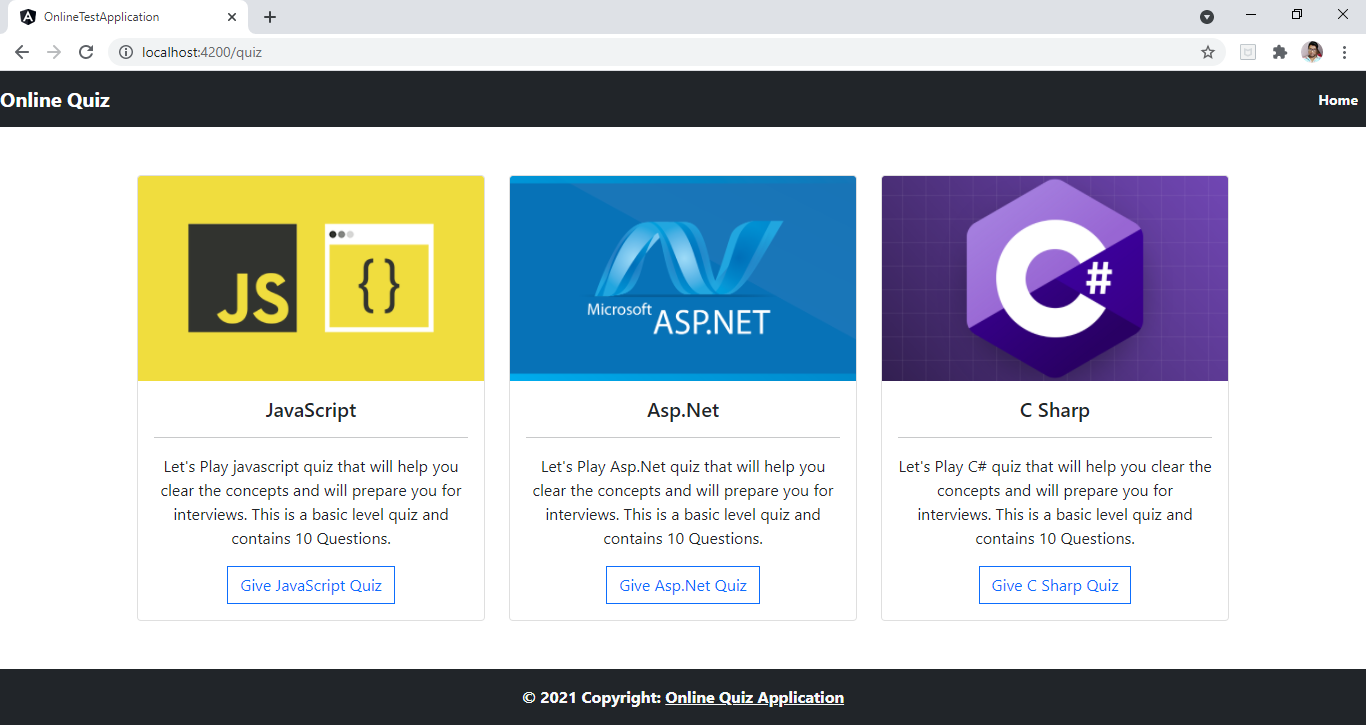 OnlineTestApplication
localhost:4200/quiz
Online Quiz
Home
JS
{}
Microsoft
ASP.NET
C#
JavaScript
Let's Play javascript quiz that will help you
clear the concepts and will prepare you for
interviews. This is a basic level quiz and
contains 10 Questions.
Give JavaScript Quiz
Asp.Net
Let's Play Asp.Net quiz that will help you
clear the concepts and will prepare you for
interviews. This is a basic level quiz and
contains 10 Questions.
Give Asp.Net Quiz
C Sharp
Let's Play C# quiz that will help you clear the
concepts and will prepare you for
interviews. This is a basic level quiz and
contains 10 Questions.
Give C Sharp Quiz
© 2021 Copyright: Online Quiz Application